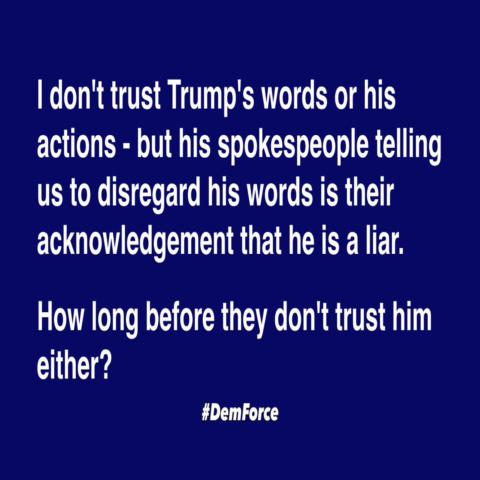 I don't trust Trump's words or his
actions - but his spokespeople telling
us to disregard his words is their
acknowledgement that he is a liar.
How long before they don't trust him
either?
#DemForce